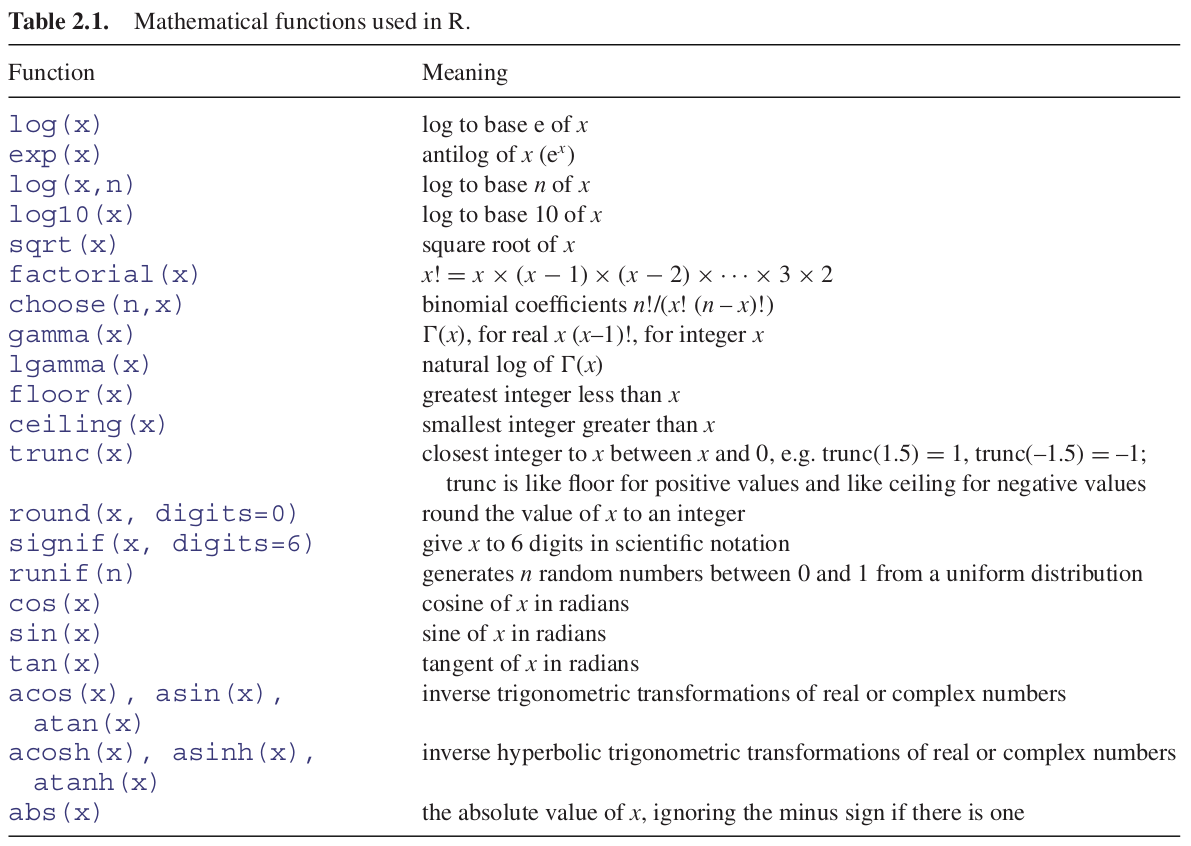 Table 2.1. Mathematical functions used in R.
Function Meaning
log(x) log to base e of x
exp(x) antilog of x (eˣ)
log(x,n) log to base n of x
log10(x) log to base 10 of x
sqrt(x) square root of x
factorial(x) x! = x × (x − 1) × (x − 2) × ⋯ × 3 × 2
choose(n,x) binomial coefficients n!/(x! (n – x)!)
gamma(x) Γ(x), for real x (x–1)!, for integer x
lgamma(x) natural log of Γ(x)
floor(x) greatest integer less than x
ceiling(x) smallest integer greater than x
trunc(x) closest integer to x between x and 0, e.g. trunc(1.5) = 1, trunc(–1.5) = –1;
trunc is like floor for positive values and like ceiling for negative values
round(x, digits=0) round the value of x to an integer
signif(x, digits=6) give x to 6 digits in scientific notation
runif(n) generates n random numbers between 0 and 1 from a uniform distribution
cos(x) cosine of x in radians
sin(x) sine of x in radians
tan(x) tangent of x in radians
acos(x), asin(x), inverse trigonometric transformations of real or complex numbers
atan(x)
acosh(x), asinh(x), inverse hyperbolic trigonometric transformations of real or complex numbers
atanh(x)
abs(x) the absolute value of x, ignoring the minus sign if there is one